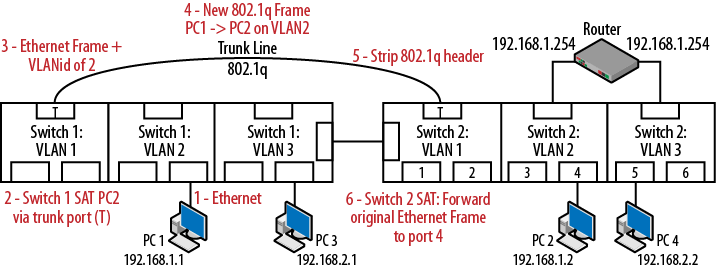 4 - New 802.1q Frame
PC1 -> PC2 on VLAN2
3 - Ethernet Frame +
VLANid of 2
Trunk Line
802.1q
5 - Strip 802.1q header
Router
192.168.1.254
192.168.1.254
T
T
Switch 1:
VLAN 1
Switch 1:
VLAN 2
Switch 1:
VLAN 3
Switch 2:
VLAN 1
Switch 2:
VLAN 2
Switch 2:
VLAN 3
1
2
3
4
5
6
2 - Switch 1 SAT PC2
via trunk port (T)
1 - Ethernet
6 - Switch 2 SAT: Forward
original Ethernet Frame
to port 4
PC 1
192.168.1.1
PC 3
192.168.2.1
PC 2
192.168.1.2
PC 4
192.168.2.2